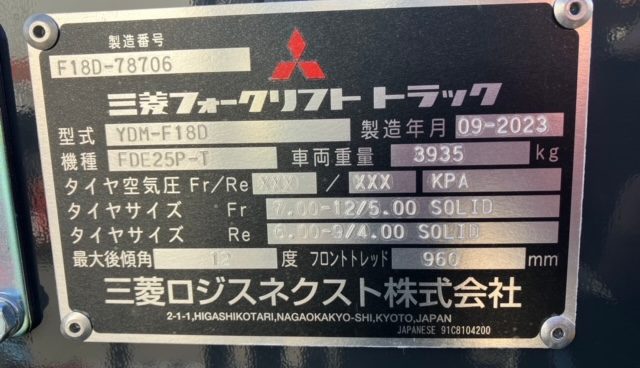 製造番号
F18D-78706
三菱フォークリフト トラック
型式 YDM-F18D 製造年月 09-2023
機種 FDE25P-T 車両重量 3935 kg
タイヤ空気圧 Fr/Re XXX / XXX KPA
タイヤサイズ Fr 7.00-12/5.00 SOLID
タイヤサイズ Re 6.00-9/4.00 SOLID
最大後傾角 12 度 フロントトレッド 960 mm
三菱ロジスネクスト株式会社
2-1-1,HIGASHIKOTARI,NAGAOKAKYO-SHI,KYOTO,JAPAN
JAPANESE 91C8104200